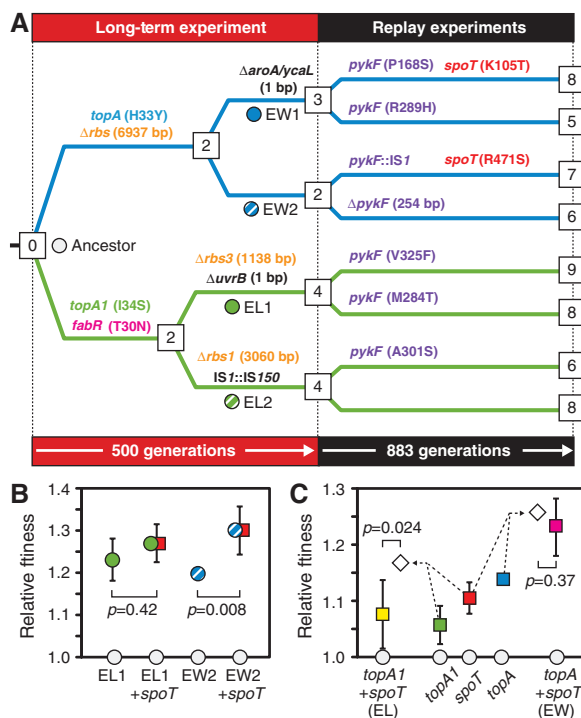 A
Long-term experiment
Replay experiments
ΔaroA/ycaL
(1 bp)
EW1
pykF (P168S)
spoT (K105T)
8
3
pykF (R289H)
5
topA (H33Y)
Δrbs (6937 bp)
2
EW2
2
pykF::IS1
spoT (R471S)
7
ΔpykF (254 bp)
6
0
Ancestor
Δrbs3 (1138 bp)
ΔuvrB (1 bp)
EL1
4
pykF (V325F)
9
pykF (M284T)
8
topA1 (I34S)
fabR (T30N)
2
Δrbs1 (3060 bp)
IS1::IS150
EL2
4
pykF (A301S)
6
8
500 generations
883 generations
B
Relative ftiness
1.4
1.3
1.2
1.1
1.0
p=0.42
p=0.008
EL1
EL1
+spoT
EW2
EW2
+spoT
C
Relative ftiness
1.3
1.2
1.1
1.0
p=0.024
p=0.37
topA1
+spoT
(EL)
topA1
spoT
topA
topA
+spoT
(EW)